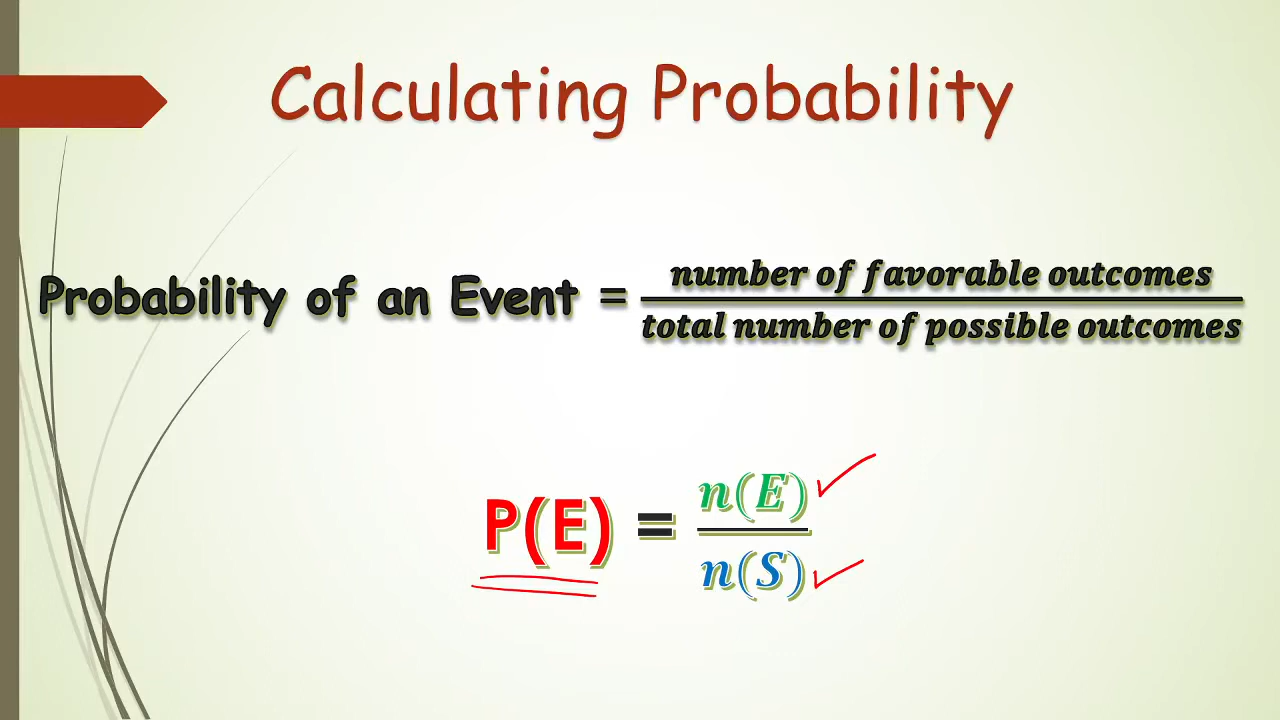 Calculating Probability
Probability of an Event = number of favorable outcomes
total number of possible outcomes
P(E) = n(E)
n(S)